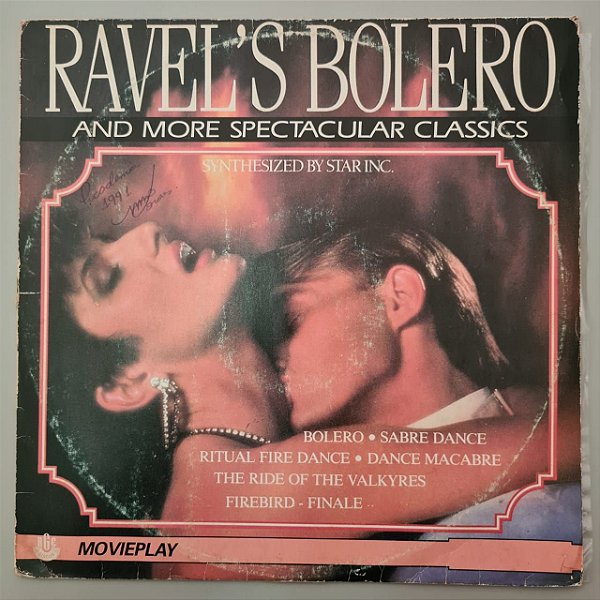 RAVEL'S BOLERO
AND MORE SPECTACULAR CLASSICS
SYNTHESIZED BY STAR INC.
1991
BOLERO • SABRE DANCE
RITUAL FIRE DANCE • DANCE MACABRE
THE RIDE OF THE VALKYRES
FIREBIRD - FINALE
MOVIEPLAY